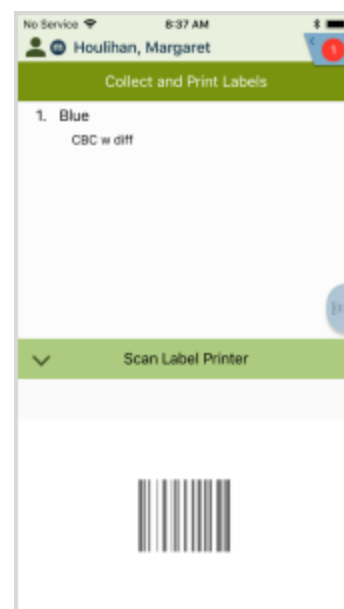 No Service 8:37 AM
Houlihan, Margaret
1
Collect and Print Labels
1. Blue
CBC w diff
Scan Label Printer